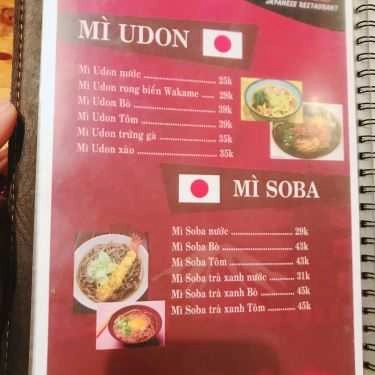 JAPANESE RESTAURANT
MÌ UDON
Mì Udon nước 25k
Mì Udon rong biển Wakame 29k
Mì Udon Bò 39k
Mì Udon Tôm 39k
Mì Udon trứng gà 35k
Mì Udon xào 35k
MÌ SOBA
Mì Soba nước 29k
Mì Soba Bò 43k
Mì Soba Tôm 43k
Mì Soba trà xanh nước 31k
Mì Soba trà xanh Bò 45k
Mì Soba trà xanh Tôm 45k